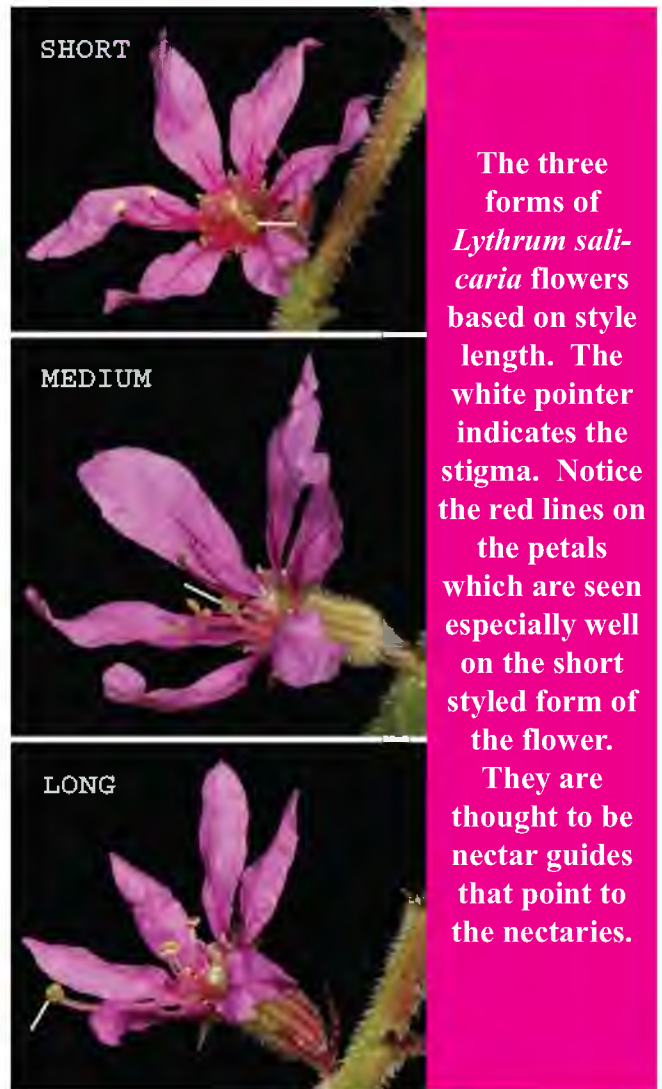 SHORT
MEDIUM
LONG
The three
forms of
Lythrum sali-
caria flowers
based on style
length. The
white pointer
indicates the
stigma. Notice
the red lines on
the petals
which are seen
especially well
on the short
styled form of
the flower.
They are
thought to be
nectar guides
that point to
the nectaries.